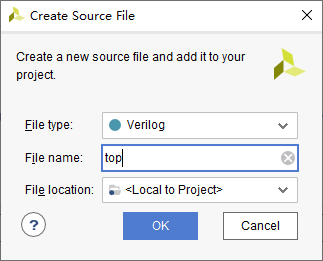 Create Source File
Create a new source file and add it to your
project.
File type: Verilog
File name: top
File location: <Local to Project>
? OK Cancel